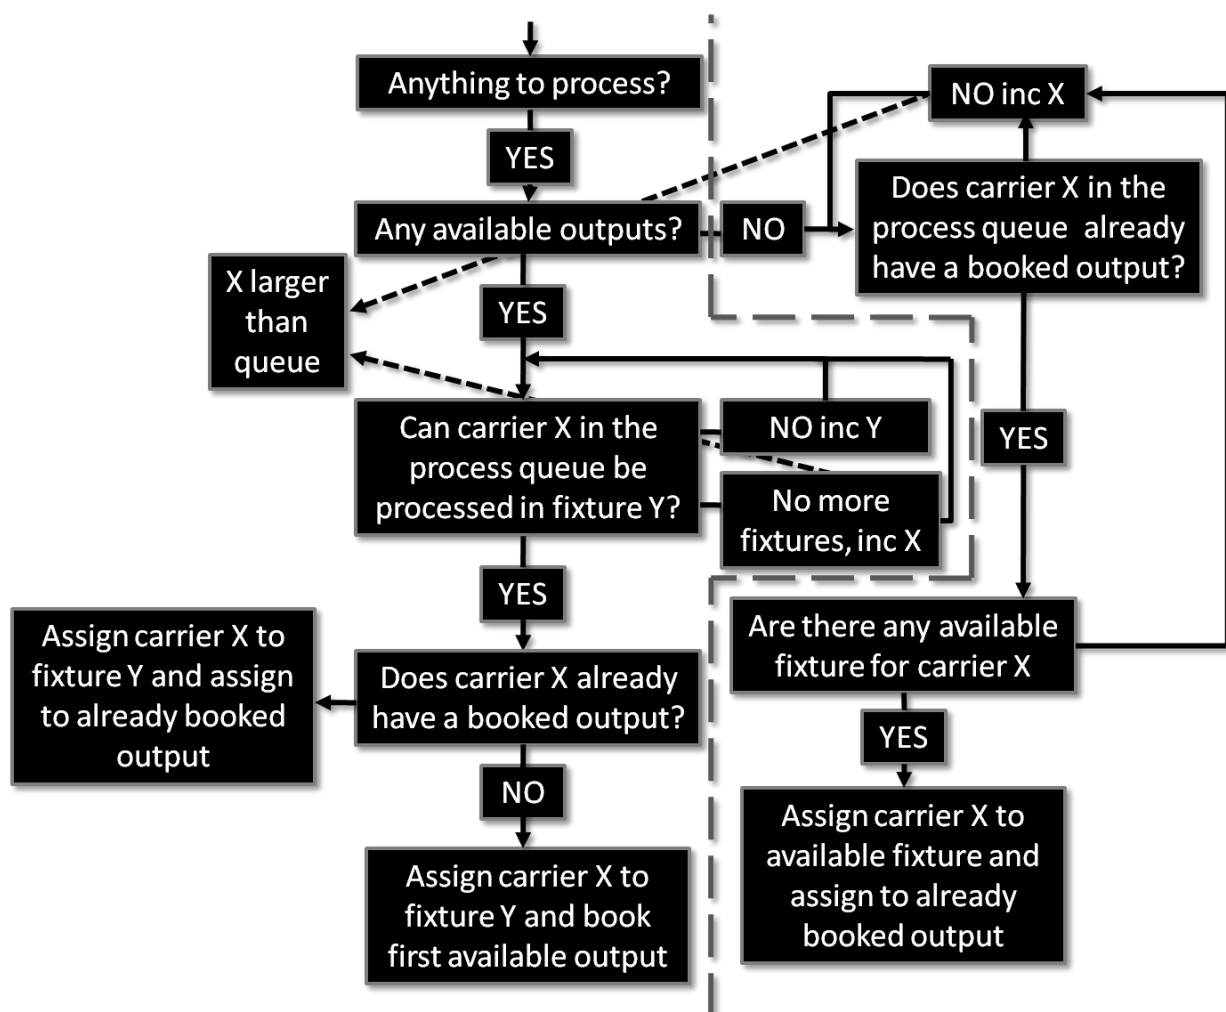 Anything to process?
YES
Any available outputs?
NO
NO inc X
Does carrier X in the
process queue already
have a booked output?
X larger
than
queue
YES
Can carrier X in the
process queue be
processed in fixture Y?
NO inc Y
No more
fixtures, inc X
YES
YES
Does carrier X already
have a booked output?
Assign carrier X to
fixture Y and assign
to already booked
output
NO
Assign carrier X to
fixture Y and book
first available output
Are there any available
fixture for carrier X
YES
Assign carrier X to
available fixture and
assign to already
booked output